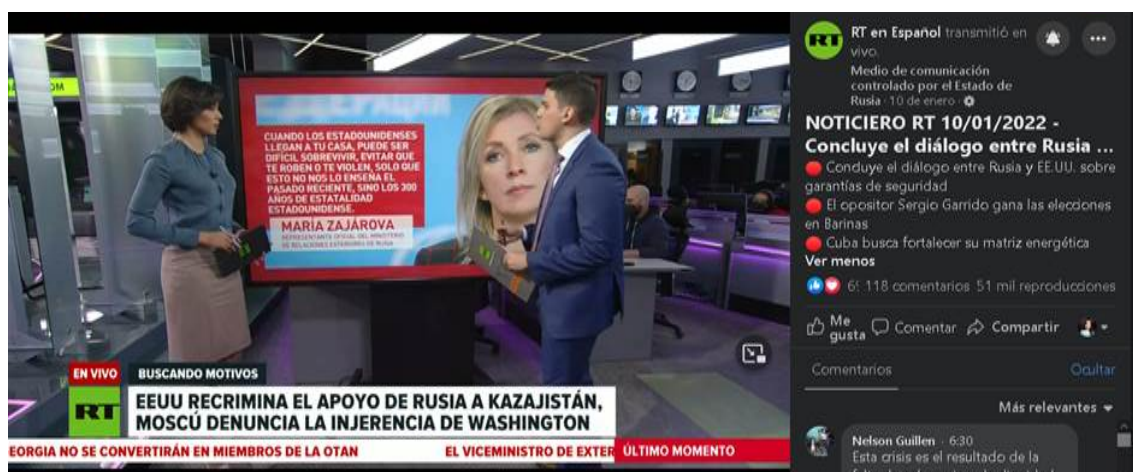 OM
CUANDO LOS ESTADOUNIDENSES
LLEGAN A TU CASA, PUEDE SER
DIFÍCIL SOBREVIVIR, EVITAR QUE
TE ROBEN O TE VIOLEN, SOLO QUE
ESTO NO NOS LO ENSEÑA EL
PASADO RECIENTE, SINO LOS 300
AÑOS DE ESTATALIDAD
ESTADOUNIDENSE.
MARÍA ZAJÁROVA
REPRESENTANTE OFICIAL DEL MINISTERIO
DE RELACIONES EXTERIORES DE RUSIA
RT
EN VIVO
BUSCANDO MOTIVOS
RT
EEUU RECRIMINA EL APOYO DE RUSIA A KAZAJISTÁN,
MOSCÚ DENUNCIA LA INJERENCIA DE WASHINGTON
EORGIA NO SE CONVERTIRÁN EN MIEMBROS DE LA OTAN EL VICEMINISTRO DE EXTER ÚLTIMO MOMENTO
RT
RT en Español transmitió en
vivo.
Medio de comunicación
controlado por el Estado de
Rusia · 10 de enero ·
NOTICIERO RT 10/01/2022 -
Concluye el diálogo entre Rusia ...
Concluye el diálogo entre Rusia y EE.UU. sobre
garantías de seguridad
El opositor Sergio Garrido gana las elecciones
en Barinas
Cuba busca fortalecer su matriz energética
Ver menos
118 comentarios 51 mil reproducciones
Me gusta
Comentar
Compartir
Comentarios
Ocultar
Más relevantes
Nelson Guillen · 6:30
Esta crisis es el resultado de la